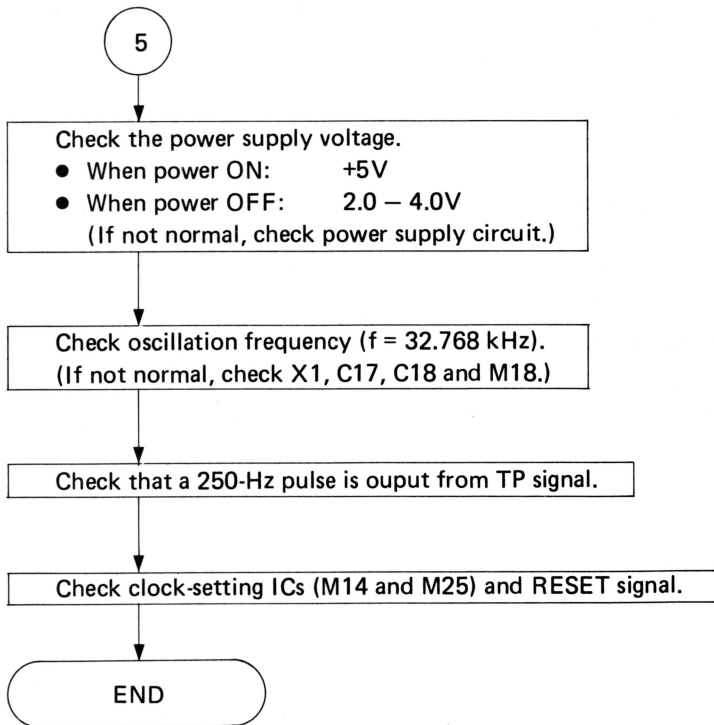 5
Check the power supply voltage.
● When power ON: +5V
● When power OFF: 2.0 – 4.0V
(If not normal, check power supply circuit.)
Check oscillation frequency (f = 32.768 kHz).
(If not normal, check X1, C17, C18 and M18.)
Check that a 250-Hz pulse is ouput from TP signal.
Check clock-setting ICs (M14 and M25) and RESET signal.
END